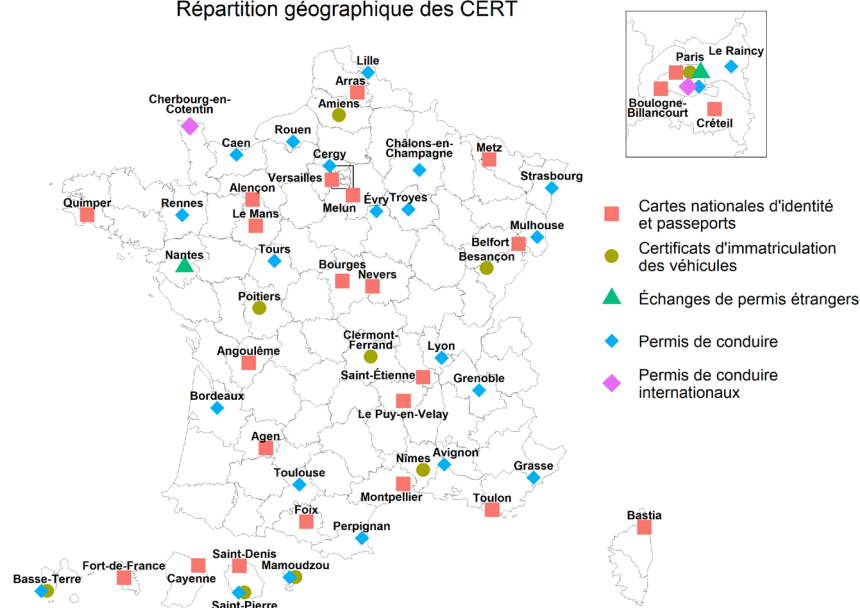 Répartition géographique des CERT
Lille
Arras
Amiens
Cherbourg-en-
Cotentin
Rouen
Caen
Cergy
Châlons-en-
Champagne
Metz
Versailles
Strasbourg
Alençon
Quimper
Rennes
Le Mans
Melun
Évry
Troyes
Mulhouse
Belfort
Nantes
Tours
Besançon
Bourges
Nevers
Poitiers
Clermont-
Ferrand
Lyon
Angoulême
Saint-Étienne
Grenoble
Bordeaux
Le Puy-en-Velay
Agen
Nîmes
Avignon
Toulouse
Grasse
Montpellier
Toulon
Foix
Perpignan
Bastia
Saint-Denis
Fort-de-France
Mamoudzou
Basse-Terre
Cayenne
Saint-Pierre
Paris
Le Raincy
Boulogne-
Billancourt
Créteil
Cartes nationales d'identité
et passeports
Certificats d'immatriculation
des véhicules
Échanges de permis étrangers
Permis de conduire
Permis de conduire
internationaux